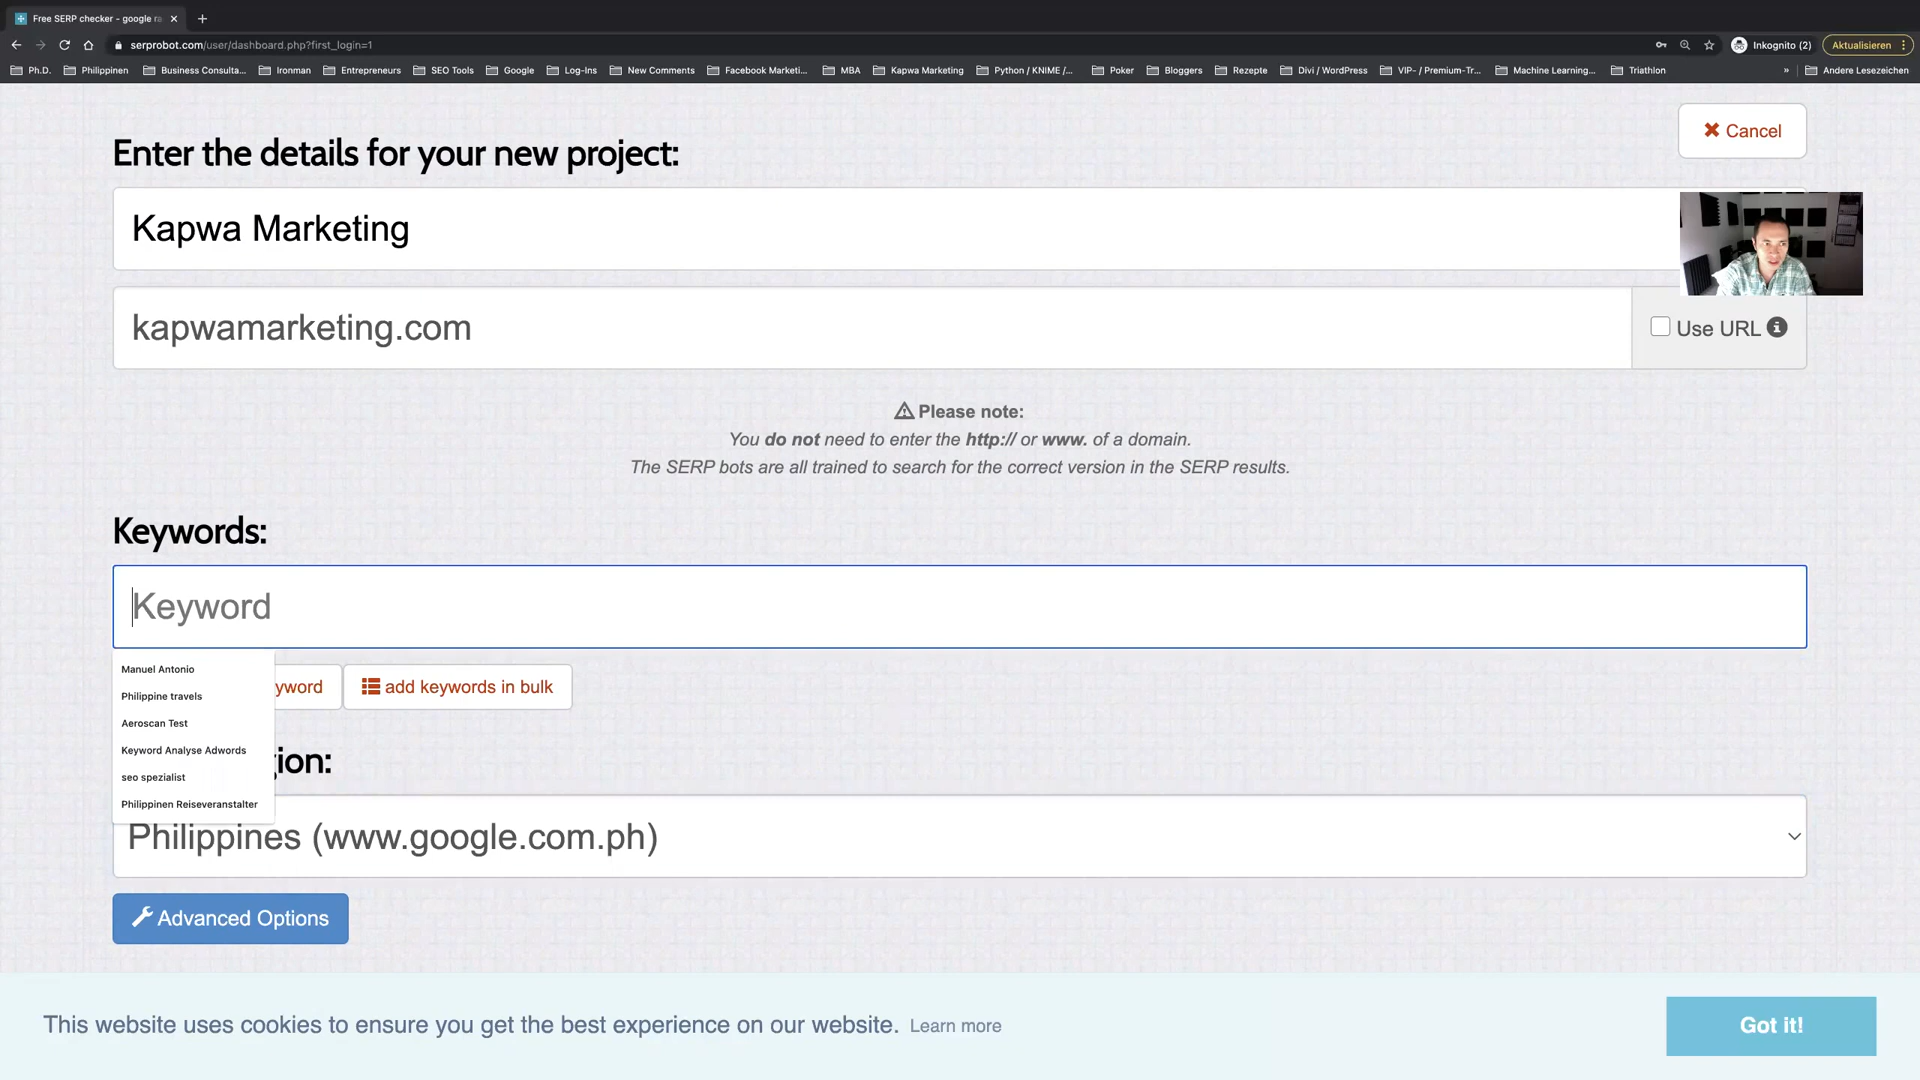 Free SERP checker - google ra
serprobot.com/user/dashboard.php?first_login=1
Inkognito (2)
Aktualisieren
Ph.D.
Philippinen
Business Consulta...
Ironman
Entrepreneurs
SEO Tools
Google
Log-Ins
New Comments
Facebook Marketi...
MBA
Kapwa Marketing
Python / KNIME /...
Poker
Bloggers
Rezepte
Divi / WordPress
VIP- / Premium-Tr...
Machine Learning...
Triathlon
»
Andere Lesezeichen
Cancel
Enter the details for your new project:
Kapwa Marketing
kapwamarketing.com
Use URL
Please note:
You do not need to enter the http:// or www. of a domain.
The SERP bots are all trained to search for the correct version in the SERP results.
Keywords:
Keyword
Manuel Antonio
Philippine travels
Aeroscan Test
Keyword Analyse Adwords
seo spezialist
Philippinen Reiseveranstalter
yword
add keywords in bulk
ion:
Philippines (www.google.com.ph)
Advanced Options
This website uses cookies to ensure you get the best experience on our website. Learn more
Got it!